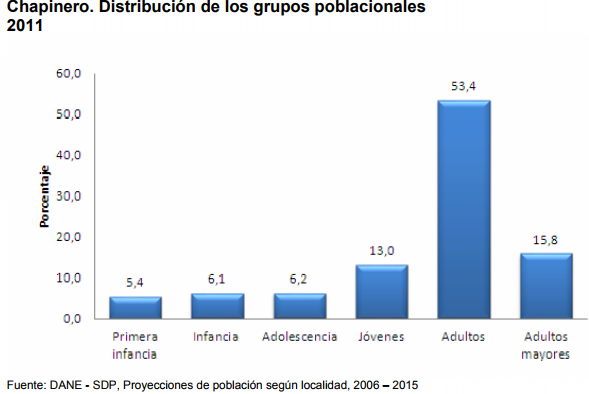 Chapinero. Distribución de los grupos poblacionales
2011
60,0
50,0
40,0
30,0
20,0
10,0
0,0
Porcentaje
5,4
6,1
6,2
13,0
53,4
15,8
Primera
infancia
Infancia
Adolescencia
Jóvenes
Adultos
Adultos
mayores
Fuente: DANE - SDP, Proyecciones de población según localidad, 2006 – 2015